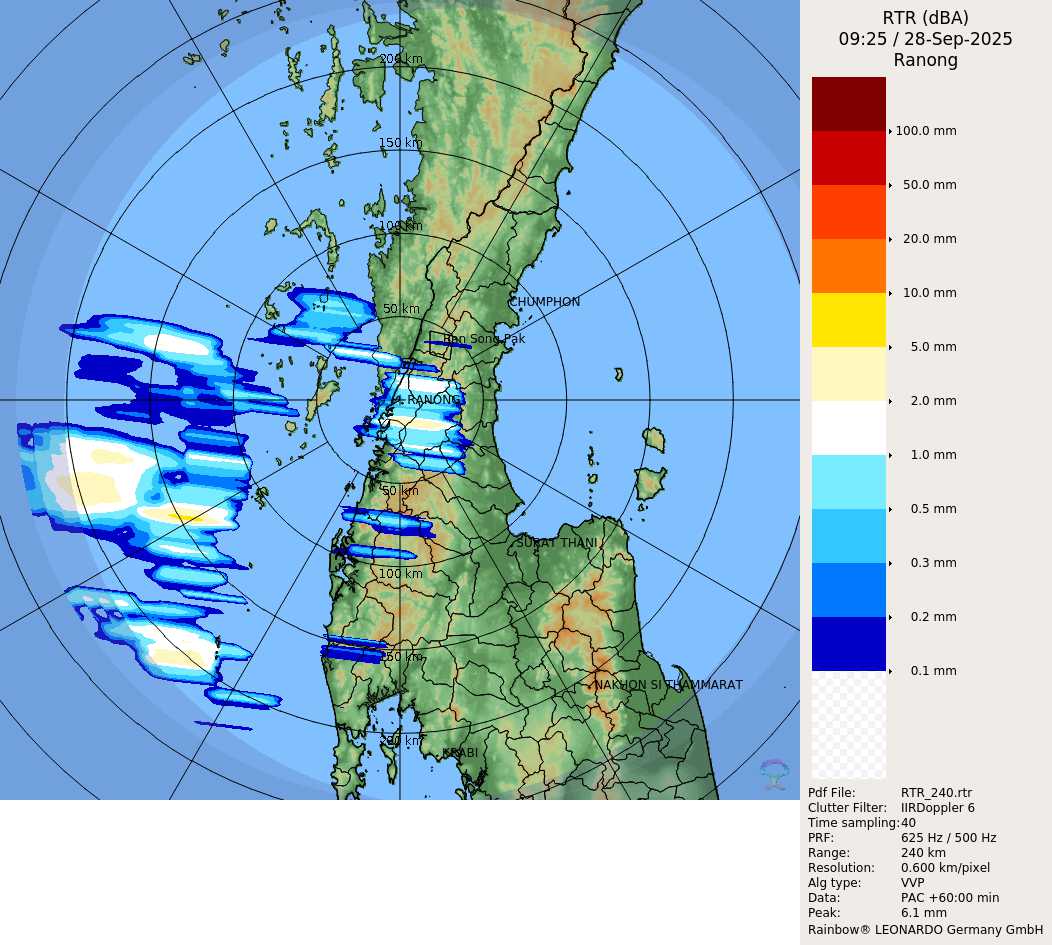 RTR (dBA)
09:25 / 28-Sep-2025
Ranong
200 km
150 km
100 km
50 km
CHUMPHON
Ban Song Pak
RANONG
50 km
SURAT THANI
100 km
150 km
NAKHON SI THAMMARAT
200 km
KRABI
100.0 mm
50.0 mm
20.0 mm
10.0 mm
5.0 mm
2.0 mm
1.0 mm
0.5 mm
0.3 mm
0.2 mm
0.1 mm
Pdf File: RTR_240.rtr
Clutter Filter: IIRDoppler 6
Time sampling:40
PRF: 625 Hz / 500 Hz
Range: 240 km
Resolution: 0.600 km/pixel
Alg type: VVP
Data: PAC +60:00 min
Peak: 6.1 mm
Rainbow® LEONARDO Germany GmbH